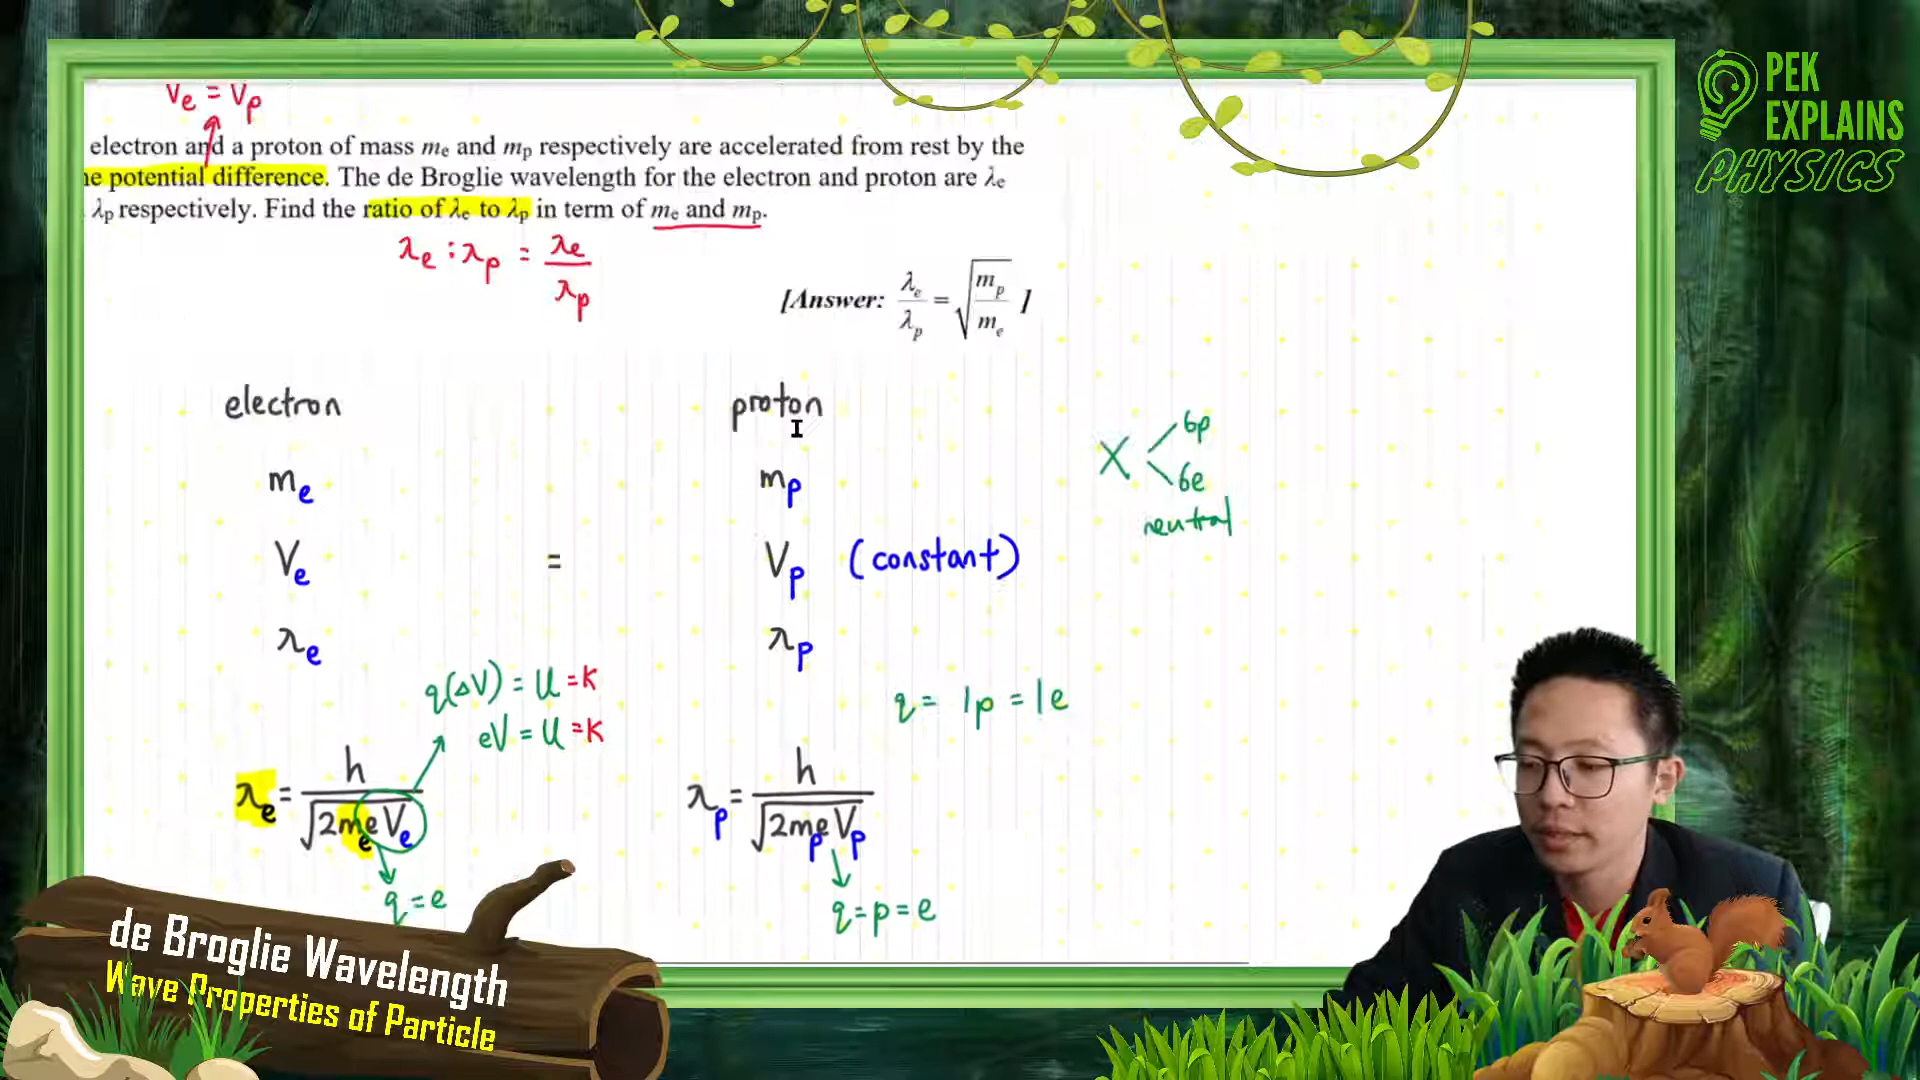 PEK
EXPLAINS
PHYSICS
Ve = Vp
electron and a proton of mass me and mp respectively are accelerated from rest by the
potential difference. The de Broglie wavelength for the electron and proton are λe
λp respectively. Find the ratio of λe to λp in term of me and mp.
λe : λp = λe/λp
[Answer: λe/λp = √(mp/me) ]
electron
proton
X
6p
6e
neutral
me
mp
Ve = Vp (constant)
λe
λp
q(ΔV) = U = K
eV = U = K
q = 1p = 1e
λe = h/√(2me e Ve)
λp = h/√(2mp e Vp)
q = e
q = p = e
de Broglie Wavelength
Wave Properties of Particle